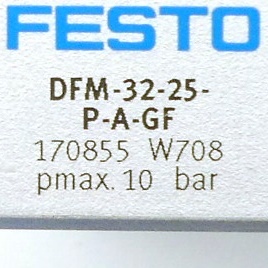 FESTO
DFM-32-25-
P-A-GF
170855 W708
pmax. 10 bar